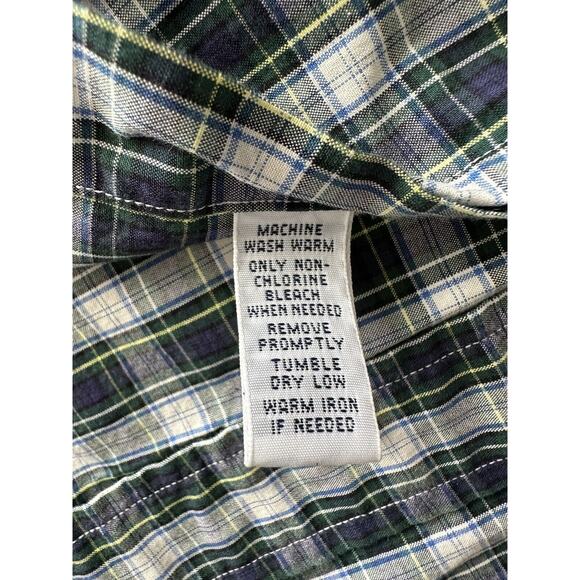 MACHINE
WASH WARM
ONLY NON-
CHLORINE
BLEACH
WHEN NEEDED
REMOVE
PROMPTLY
TUMBLE
DRY LOW
WARM IRON
IF NEEDED